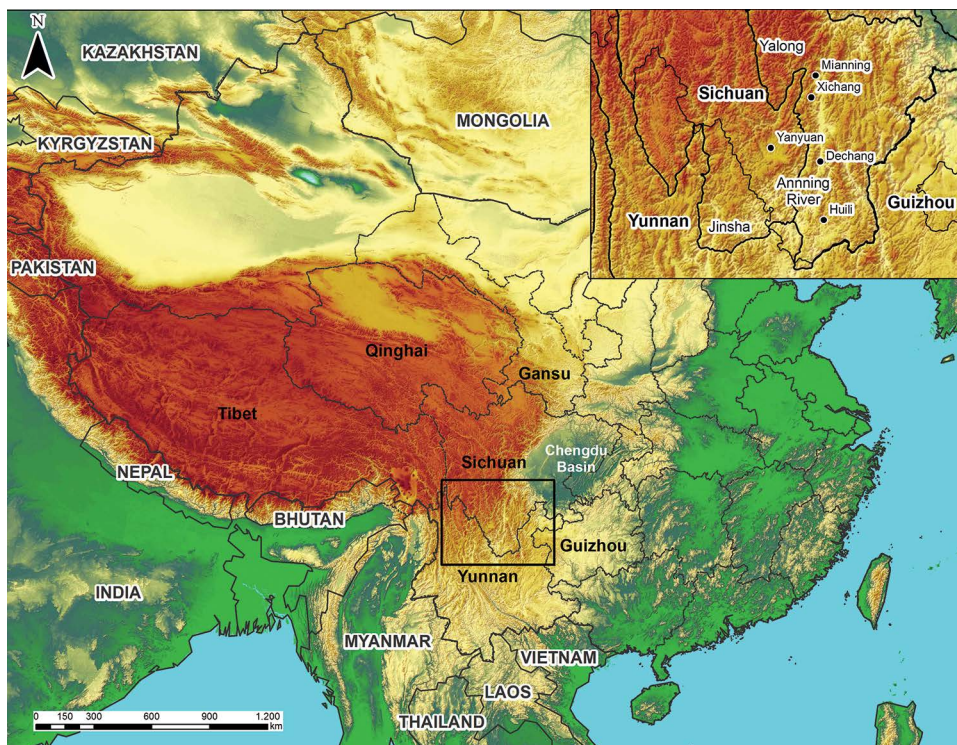 N
KAZAKHSTAN
KYRGYZSTAN
MONGOLIA
PAKISTAN
Qinghai
Gansu
Tibet
Chengdu
Basin
Sichuan
NEPAL
BHUTAN
Guizhou
Yunnan
INDIA
MYANMAR
VIETNAM
LAOS
THAILAND
0 150 300 600 900 1.200
km
Yalong
Mianning
Sichuan
Xichang
Yanyuan
Dechang
Annning
River
Guizhou
Yunnan
Jinsha
Huili